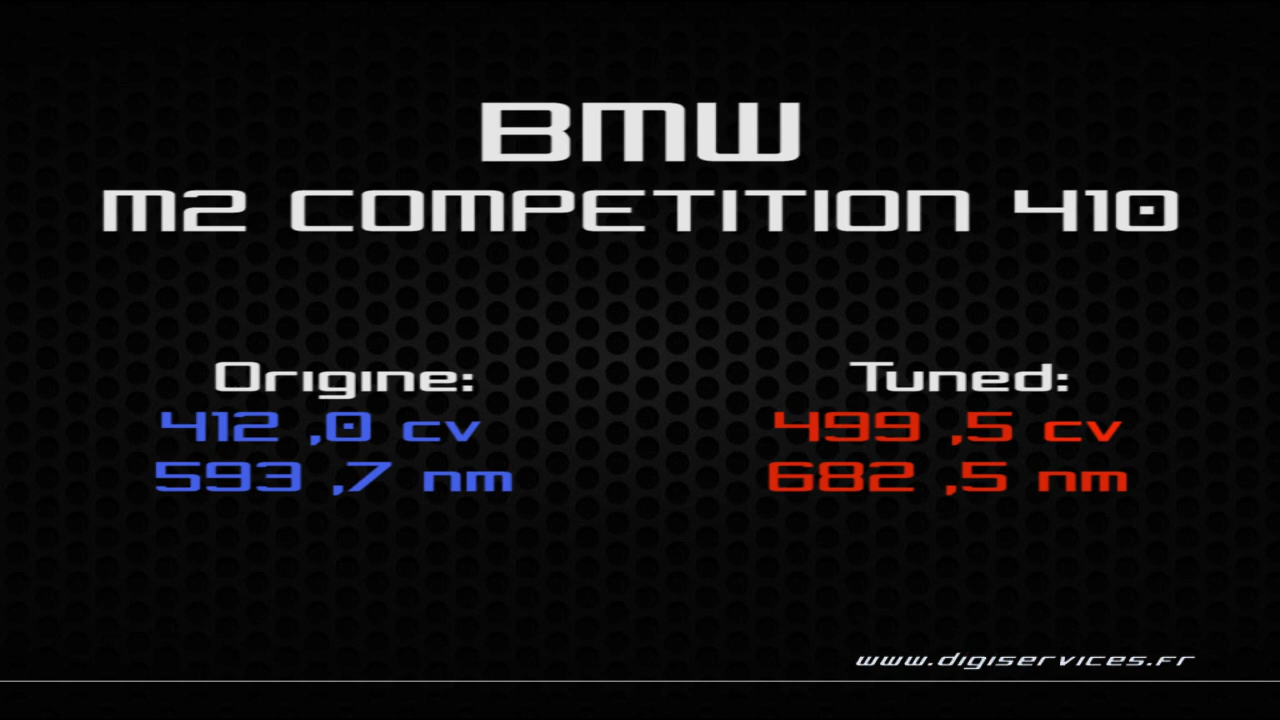 BMW
M2 COMPETITION 410
Origine:
412 ,0 cv
593 ,7 nm
Tuned:
499 ,5 cv
682 ,5 nm
www.digiservices.fr